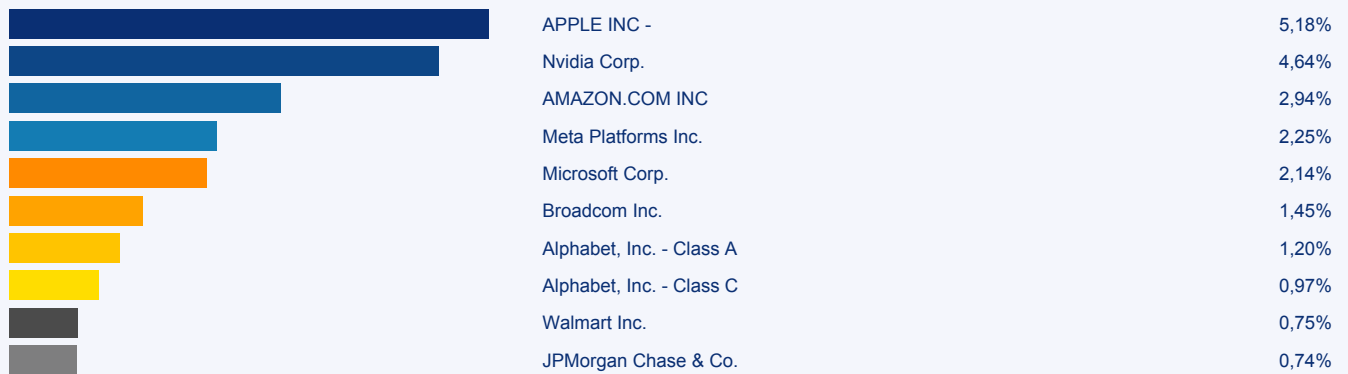 APPLE INC - 5,18%
Nvidia Corp. 4,64%
AMAZON.COM INC 2,94%
Meta Platforms Inc. 2,25%
Microsoft Corp. 2,14%
Broadcom Inc. 1,45%
Alphabet, Inc. - Class A 1,20%
Alphabet, Inc. - Class C 0,97%
Walmart Inc. 0,75%
JPMorgan Chase & Co. 0,74%